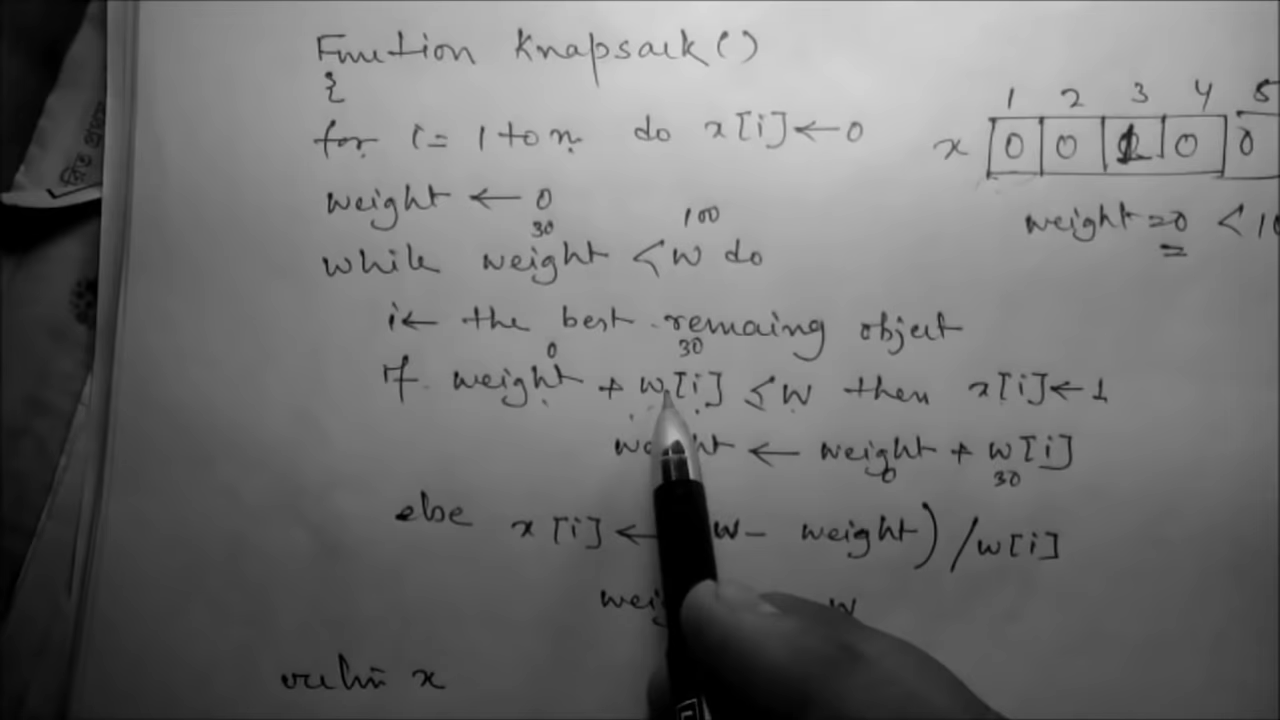 Function Knapsack()
{
for i = 1 to n do x[i] ← 0
weight ← 0
30 100
while weight < W do
i ← the best remaing object
0 30
if weight + w[i] ≤ W then x[i] ← 1
weight ← weight + w[i]
0 30
else x[i] ← W - weight) / w[i]
W
return x
1 2 3 4 5
x 0 0 1 0 0
weight = 0 < 10